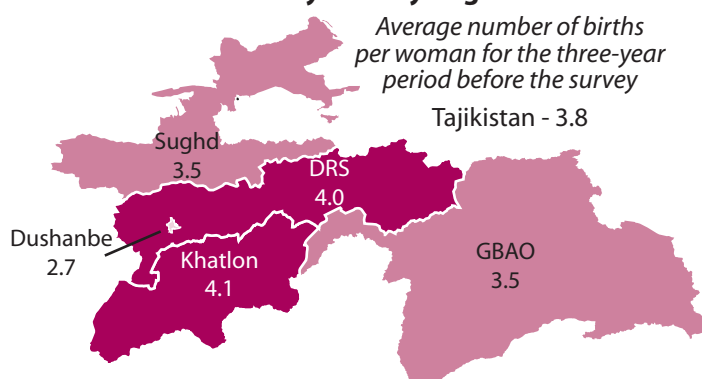 Average number of births
per woman for the three-year
period before the survey
Tajikistan - 3.8
Sughd
3.5
DRS
4.0
Dushanbe
2.7
Khatlon
4.1
GBAO
3.5